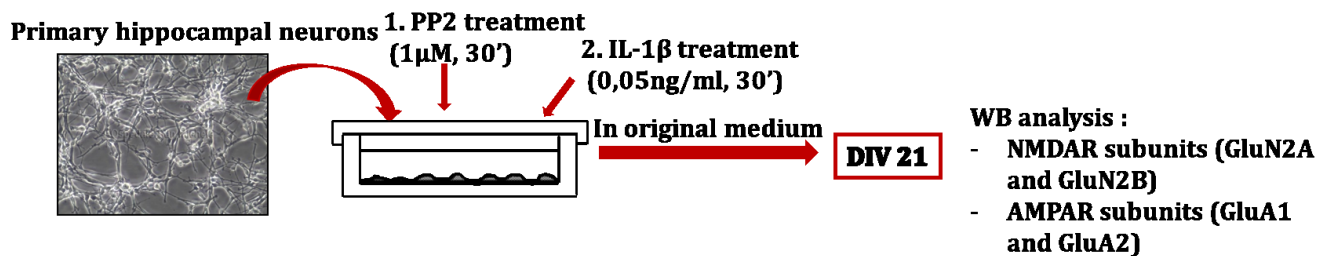 Primary hippocampal neurons
1. PP2 treatment
(1μM, 30’)
2. IL-1β treatment
(0,05ng/ml, 30’)
In original medium
DIV 21
WB analysis :
- NMDAR subunits (GluN2A
and GluN2B)
- AMPAR subunits (GluA1
and GluA2)